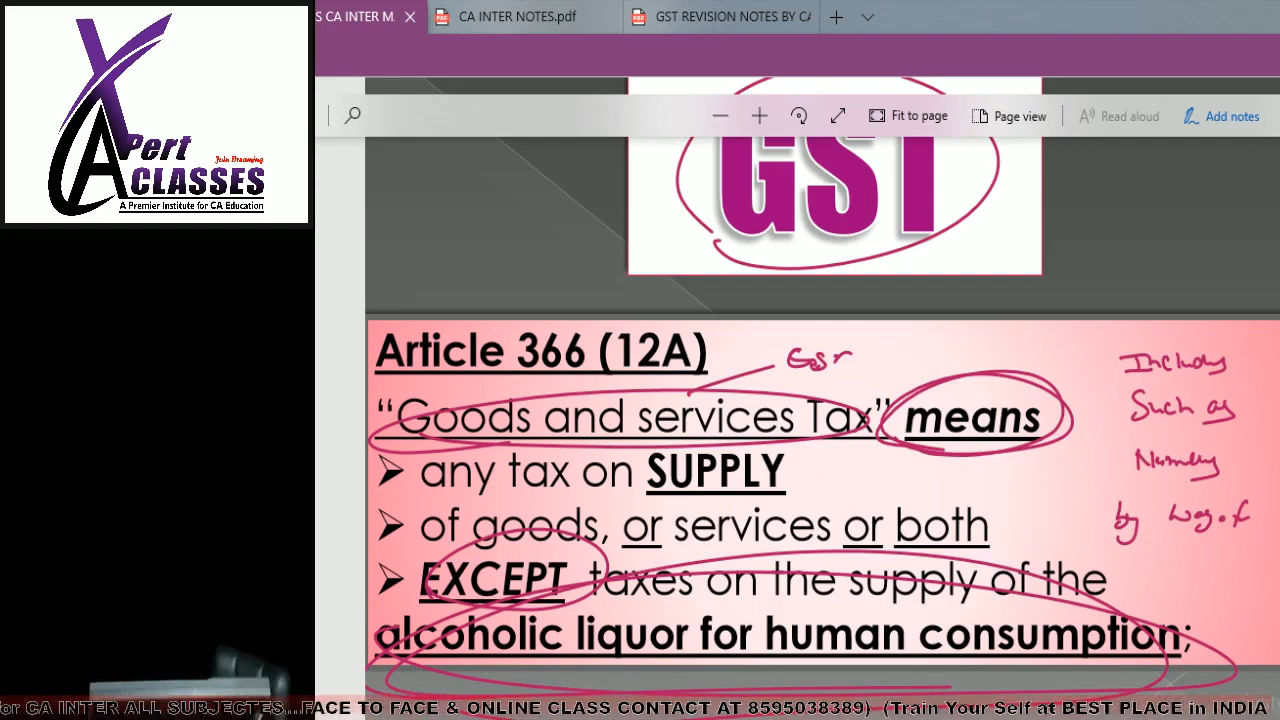 S CA INTER M.
CA INTER NOTES.pdf
GST REVISION NOTES BY CA
XPert
Join Dreaming
CA CLASSES
A Premier Institute for CA Education
Fit to page
Page view
Read aloud
Add notes
GST
Article 366 (12A)
GST
“Goods and services Tax” means
➢ any tax on SUPPLY
➢ of goods, or services or both
➢ EXCEPT taxes on the supply of the
alcoholic liquor for human consumption;
Includes
Such as
Namely
by way of
or CA INTER ALL SUBJECTES...FACE TO FACE & ONLINE CLASS CONTACT AT 8595038389) (Train Your Self at BEST PLACE in INDIA